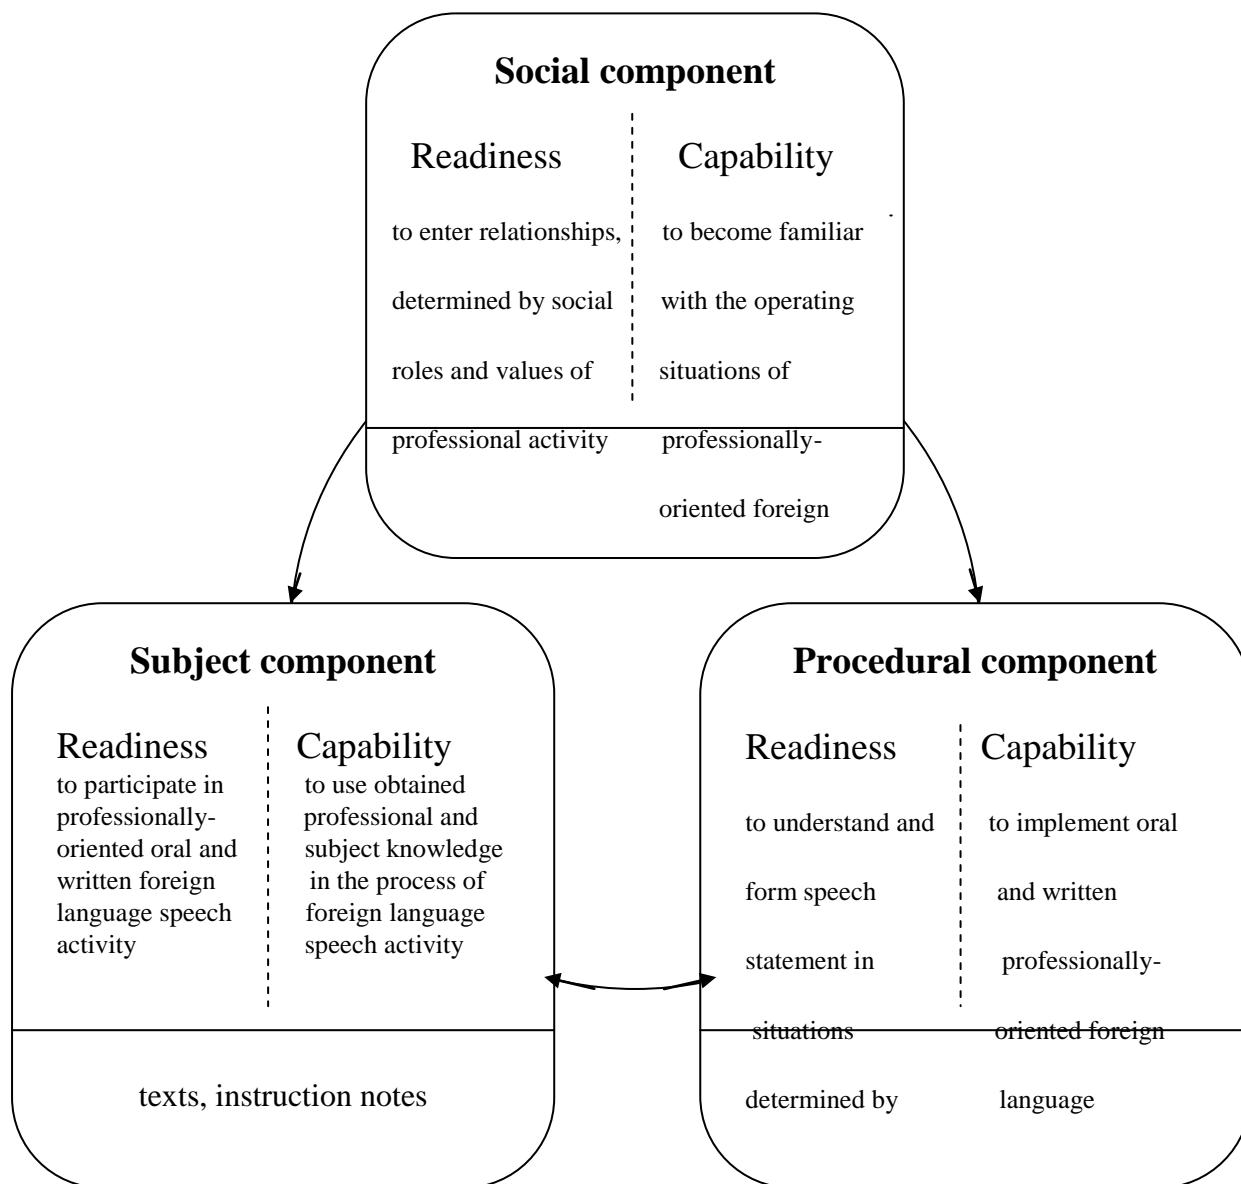 Social component
Readiness
to enter relationships,
determined by social
roles and values of
professional activity
Capability
to become familiar
with the operating
situations of
professionally-
oriented foreign
Subject component
Readiness
to participate in
professionally-
oriented oral and
written foreign
language speech
activity
Capability
to use obtained
professional and
subject knowledge
in the process of
foreign language
speech activity
texts, instruction notes
Procedural component
Readiness
to understand and
form speech
statement in
situations
determined by
Capability
to implement oral
and written
professionally-
oriented foreign
language